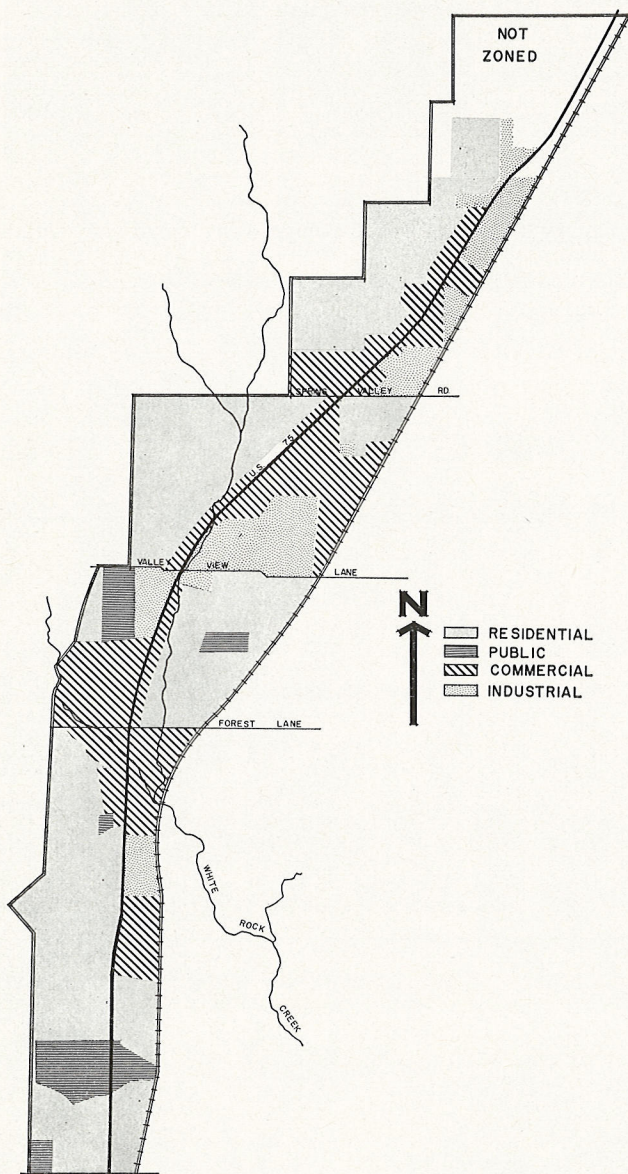 NOT
ZONED
SPRING VALLEY RD.
U.S. 75
VALLEY VIEW LANE
N
RESIDENTIAL
PUBLIC
COMMERCIAL
INDUSTRIAL
FOREST LANE
WHITE
ROCK
CREEK